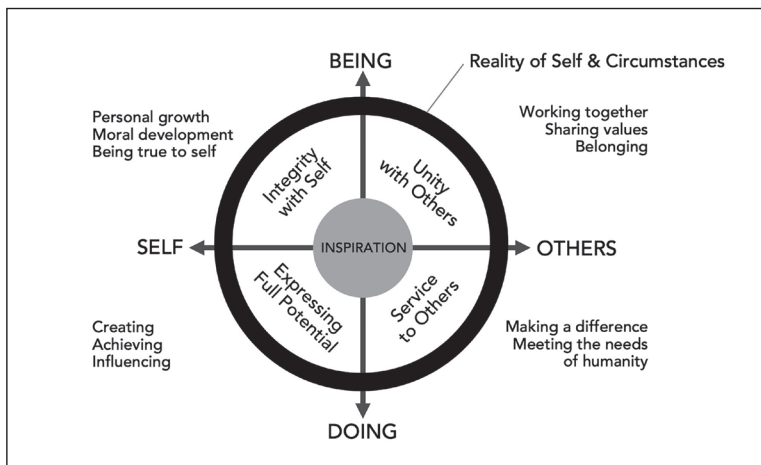 BEING
Reality of Self & Circumstances
Personal growth
Moral development
Being true to self
Working together
Sharing values
Belonging
Integrity
with Self
Unity
with Others
SELF
INSPIRATION
OTHERS
Expressing
Full Potential
Service
to Others
Creating
Achieving
Influencing
Making a difference
Meeting the needs
of humanity
DOING